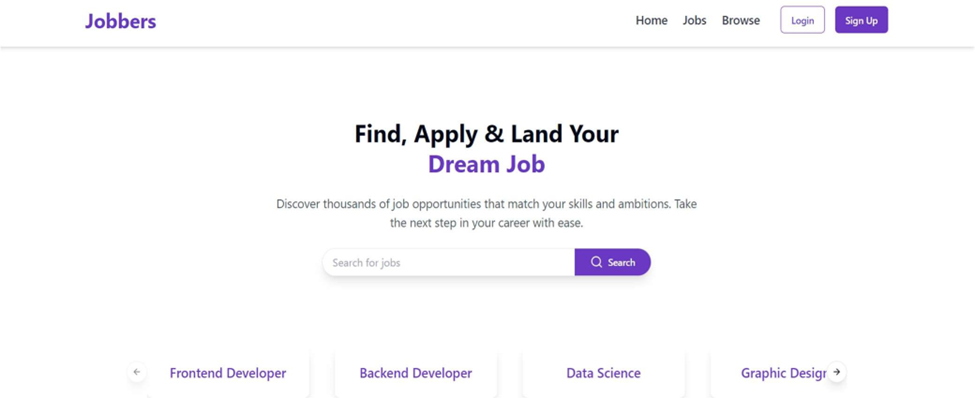 Jobbers
Home Jobs Browse Login Sign Up
Find, Apply & Land Your
Dream Job
Discover thousands of job opportunities that match your skills and ambitions. Take
the next step in your career with ease.
Search for jobs Search
Frontend Developer Backend Developer Data Science Graphic Design